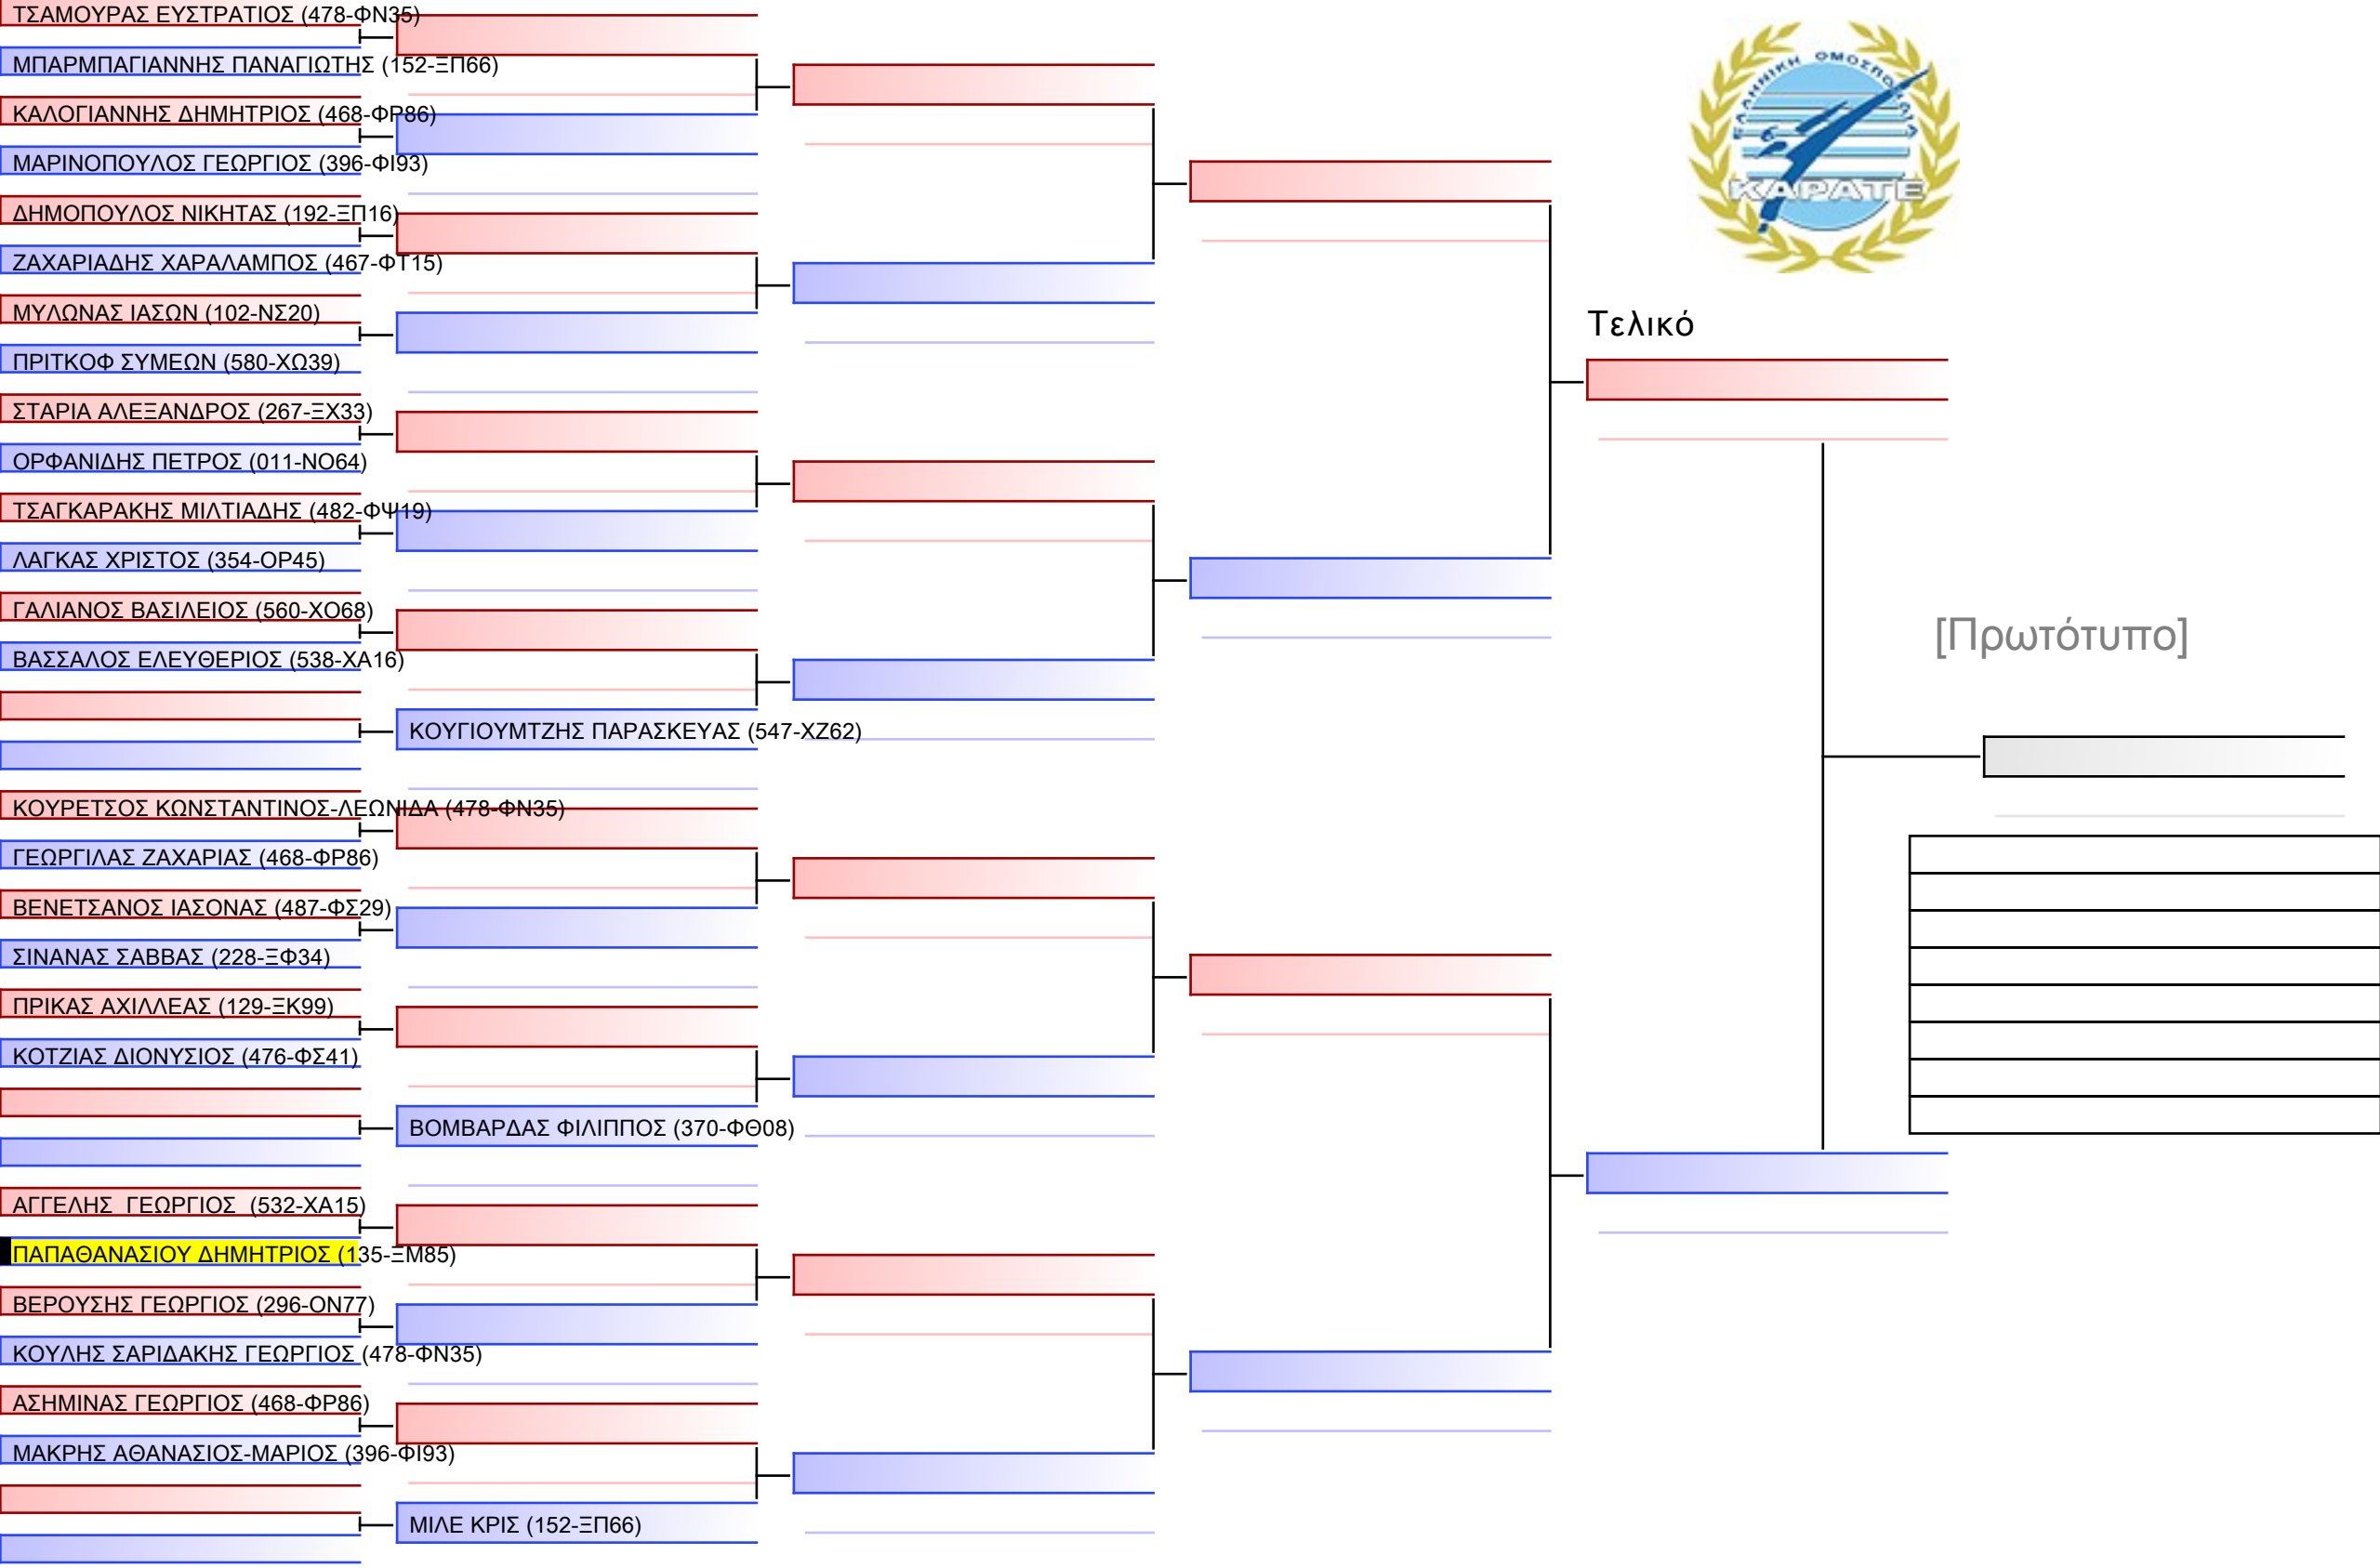 ΤΣΑΜΟΥΡΑΣ ΕΥΣΤΡΑΤΙΟΣ (478-ΦΝ35)
ΜΠΑΡΜΠΑΓΙΑΝΝΗΣ ΠΑΝΑΓΙΩΤΗΣ (152-ΞΠ66)
ΚΑΛΟΓΙΑΝΝΗΣ ΔΗΜΗΤΡΙΟΣ (468-ΦΡ86)
ΜΑΡΙΝΟΠΟΥΛΟΣ ΓΕΩΡΓΙΟΣ (396-ΦΙ93)
ΔΗΜΟΠΟΥΛΟΣ ΝΙΚΗΤΑΣ (192-ΞΠ16)
ΖΑΧΑΡΙΑΔΗΣ ΧΑΡΑΛΑΜΠΟΣ (467-ΦΤ15)
ΜΥΛΩΝΑΣ ΙΑΣΩΝ (102-ΝΣ20)
ΠΡΙΤΚΟΦ ΣΥΜΕΩΝ (580-ΧΩ39)
ΣΤΑΡΙΑ ΑΛΕΞΑΝΔΡΟΣ (267-ΞΧ33)
ΟΡΦΑΝΙΔΗΣ ΠΕΤΡΟΣ (011-ΝΟ64)
ΤΣΑΓΚΑΡΑΚΗΣ ΜΙΛΤΙΑΔΗΣ (482-ΦΨ19)
ΛΑΓΚΑΣ ΧΡΙΣΤΟΣ (354-ΟΡ45)
ΓΑΛΙΑΝΟΣ ΒΑΣΙΛΕΙΟΣ (560-ΧΟ68)
ΒΑΣΣΑΛΟΣ ΕΛΕΥΘΕΡΙΟΣ (538-ΧΑ16)
ΚΟΥΓΙΟΥΜΤΖΗΣ ΠΑΡΑΣΚΕΥΑΣ (547-ΧΖ62)
ΚΟΥΡΕΤΣΟΣ ΚΩΝΣΤΑΝΤΙΝΟΣ-ΛΕΩΝΙΔΑ (478-ΦΝ35)
ΓΕΩΡΓΙΛΑΣ ΖΑΧΑΡΙΑΣ (468-ΦΡ86)
ΒΕΝΕΤΣΑΝΟΣ ΙΑΣΟΝΑΣ (487-ΦΣ29)
ΣΙΝΑΝΑΣ ΣΑΒΒΑΣ (228-ΞΦ34)
ΠΡΙΚΑΣ ΑΧΙΛΛΕΑΣ (129-ΞΚ99)
ΚΟΤΖΙΑΣ ΔΙΟΝΥΣΙΟΣ (476-ΦΣ41)
ΒΟΜΒΑΡΔΑΣ ΦΙΛΙΠΠΟΣ (370-ΦΘ08)
ΑΓΓΕΛΗΣ  ΓΕΩΡΓΙΟΣ  (532-ΧΑ15)
ΠΑΠΑΘΑΝΑΣΙΟΥ ΔΗΜΗΤΡΙΟΣ (135-ΞΜ85)
ΒΕΡΟΥΣΗΣ ΓΕΩΡΓΙΟΣ (296-ΟΝ77)
ΚΟΥΛΗΣ ΣΑΡΙΔΑΚΗΣ ΓΕΩΡΓΙΟΣ (478-ΦΝ35)
ΑΣΗΜΙΝΑΣ ΓΕΩΡΓΙΟΣ (468-ΦΡ86)
ΜΑΚΡΗΣ ΑΘΑΝΑΣΙΟΣ-ΜΑΡΙΟΣ (396-ΦΙ93)
ΜΙΛΕ ΚΡΙΣ (152-ΞΠ66)
ΕΛΛΗΝΙΚΗ ΟΜΟΣΠΟΝΔΙΑ
ΚΑΡΑΤΕ
Τελικό
[Πρωτότυπο]